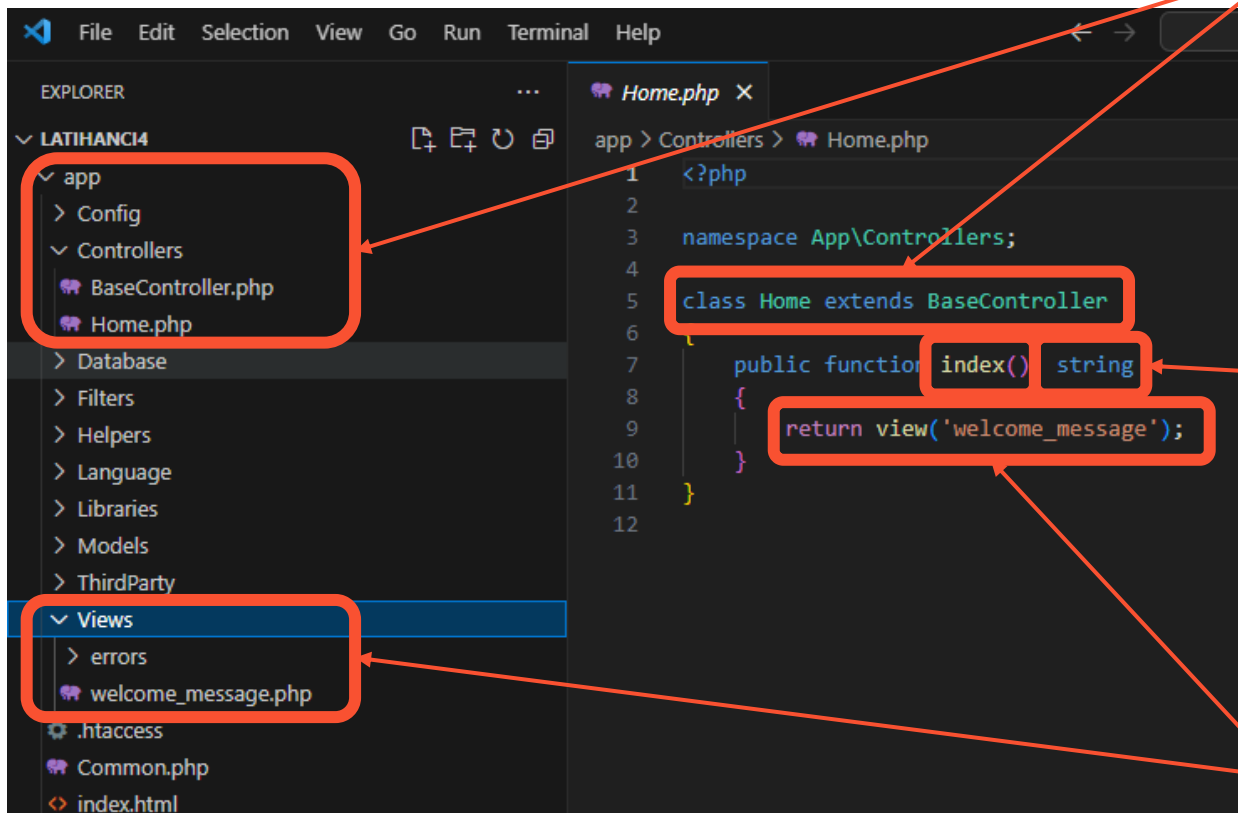 File Edit Selection View Go Run Terminal Help
EXPLORER
LATIHANCI4
app
Config
Controllers
BaseController.php
Home.php
Database
Filters
Helpers
Language
Libraries
Models
ThirdParty
Views
errors
welcome_message.php
.htaccess
Common.php
index.html
Home.php
app > Controllers > Home.php
1 <?php
2
3 namespace App\Controllers;
4
5 class Home extends BaseController
6 {
7 public function index() string
8 {
9 return view('welcome_message');
10 }
11 }
12